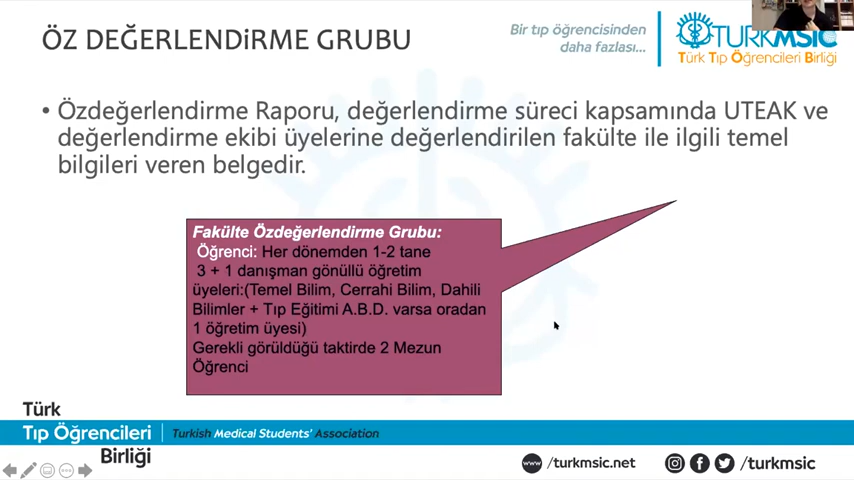 ÖZ DEĞERLENDİRME GRUBU
Bir tıp öğrencisinden
daha fazlası...
TURKMSIC
Türk Tıp Öğrencileri Birliği
• Özdeğerlendirme Raporu, değerlendirme süreci kapsamında UTEAK ve
değerlendirme ekibi üyelerine değerlendirilen fakülte ile ilgili temel
bilgileri veren belgedir.
Fakülte Özdeğerlendirme Grubu:
Öğrenci: Her dönemden 1-2 tane
3 + 1 danışman gönüllü öğretim
üyeleri:(Temel Bilim, Cerrahi Bilim, Dahili
Bilimler + Tıp Eğitimi A.B.D. varsa oradan
1 öğretim üyesi)
Gerekli görüldüğü taktirde 2 Mezun
Öğrenci
Türk
Tıp Öğrencileri
Birliği
Turkish Medical Students' Association
www /turkmsic.net
/turkmsic